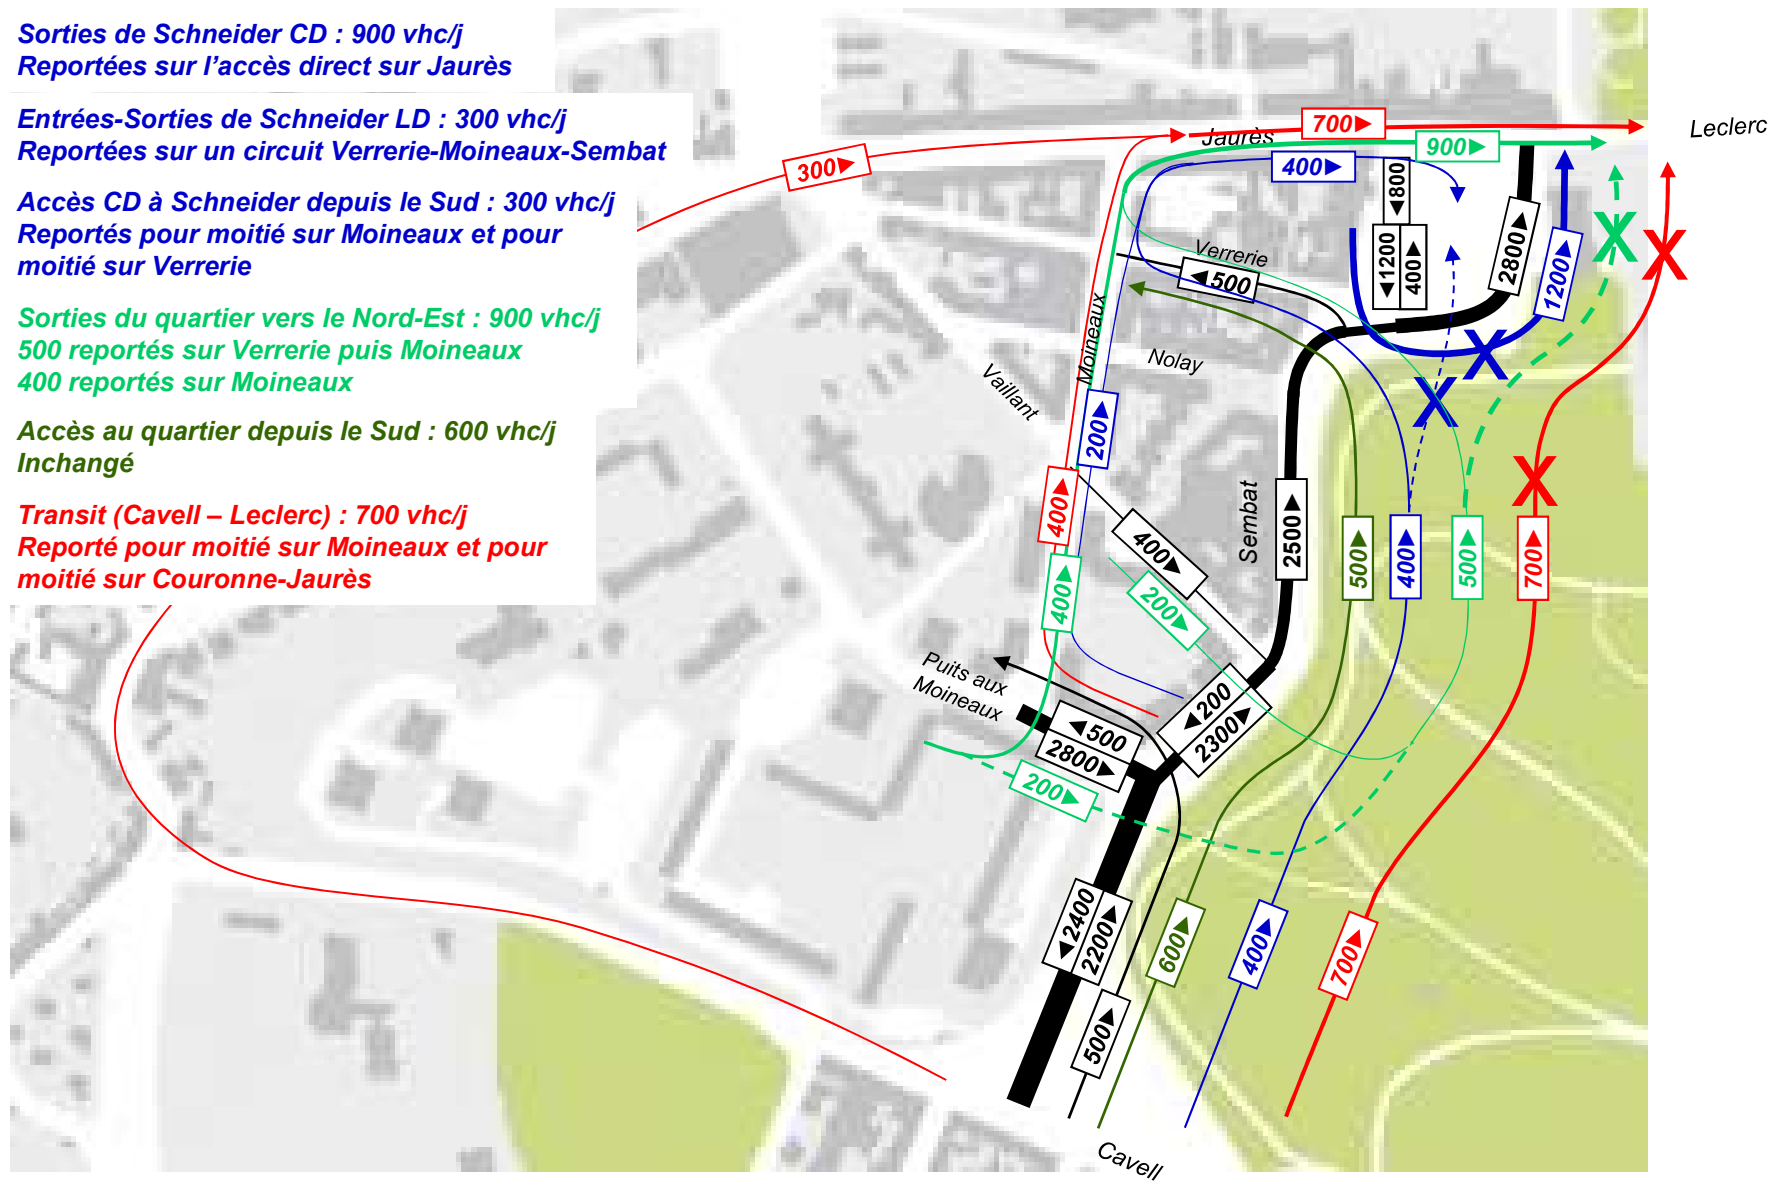 Sorties de Schneider CD : 900 vhc/j
Reportées sur l'accès direct sur Jaurès
Entrées-Sorties de Schneider LD : 300 vhc/j
Reportées sur un circuit Verrerie-Moineaux-Sembat
Accès CD à Schneider depuis le Sud : 300 vhc/j
Reportés pour moitié sur Moineaux et pour
moitié sur Verrerie
Sorties du quartier vers le Nord-Est : 900 vhc/j
500 reportés sur Verrerie puis Moineaux
400 reportés sur Moineaux
Accès au quartier depuis le Sud : 600 vhc/j
Inchangé
Transit (Cavell – Leclerc) : 700 vhc/j
Reporté pour moitié sur Moineaux et pour
moitié sur Couronne-Jaurès
Leclerc
700►
Jaurès
900►
300►
400►
◄800
◄1200
400►
2800►
1200►
X
X
Verrerie
◄500
Moineaux
Nolay
Vaillant
X
X
200►
X
400►
Sembat
2500►
400►
500►
400►
500►
700►
400►
200►
Puits aux
Moineaux
◄200
2300►
◄500
2800►
200►
◄2400
2200►
600►
400►
700►
500►
Cavell